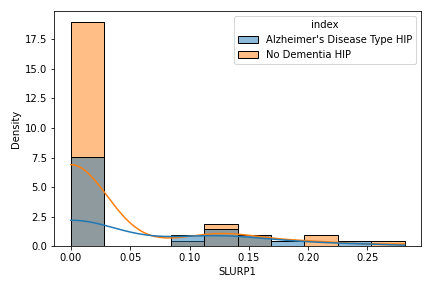 index
Alzheimer's Disease Type HIP
No Dementia HIP
17.5
15.0
12.5
10.0
7.5
5.0
2.5
0.0
Density
0.00 0.05 0.10 0.15 0.20 0.25
SLURP1